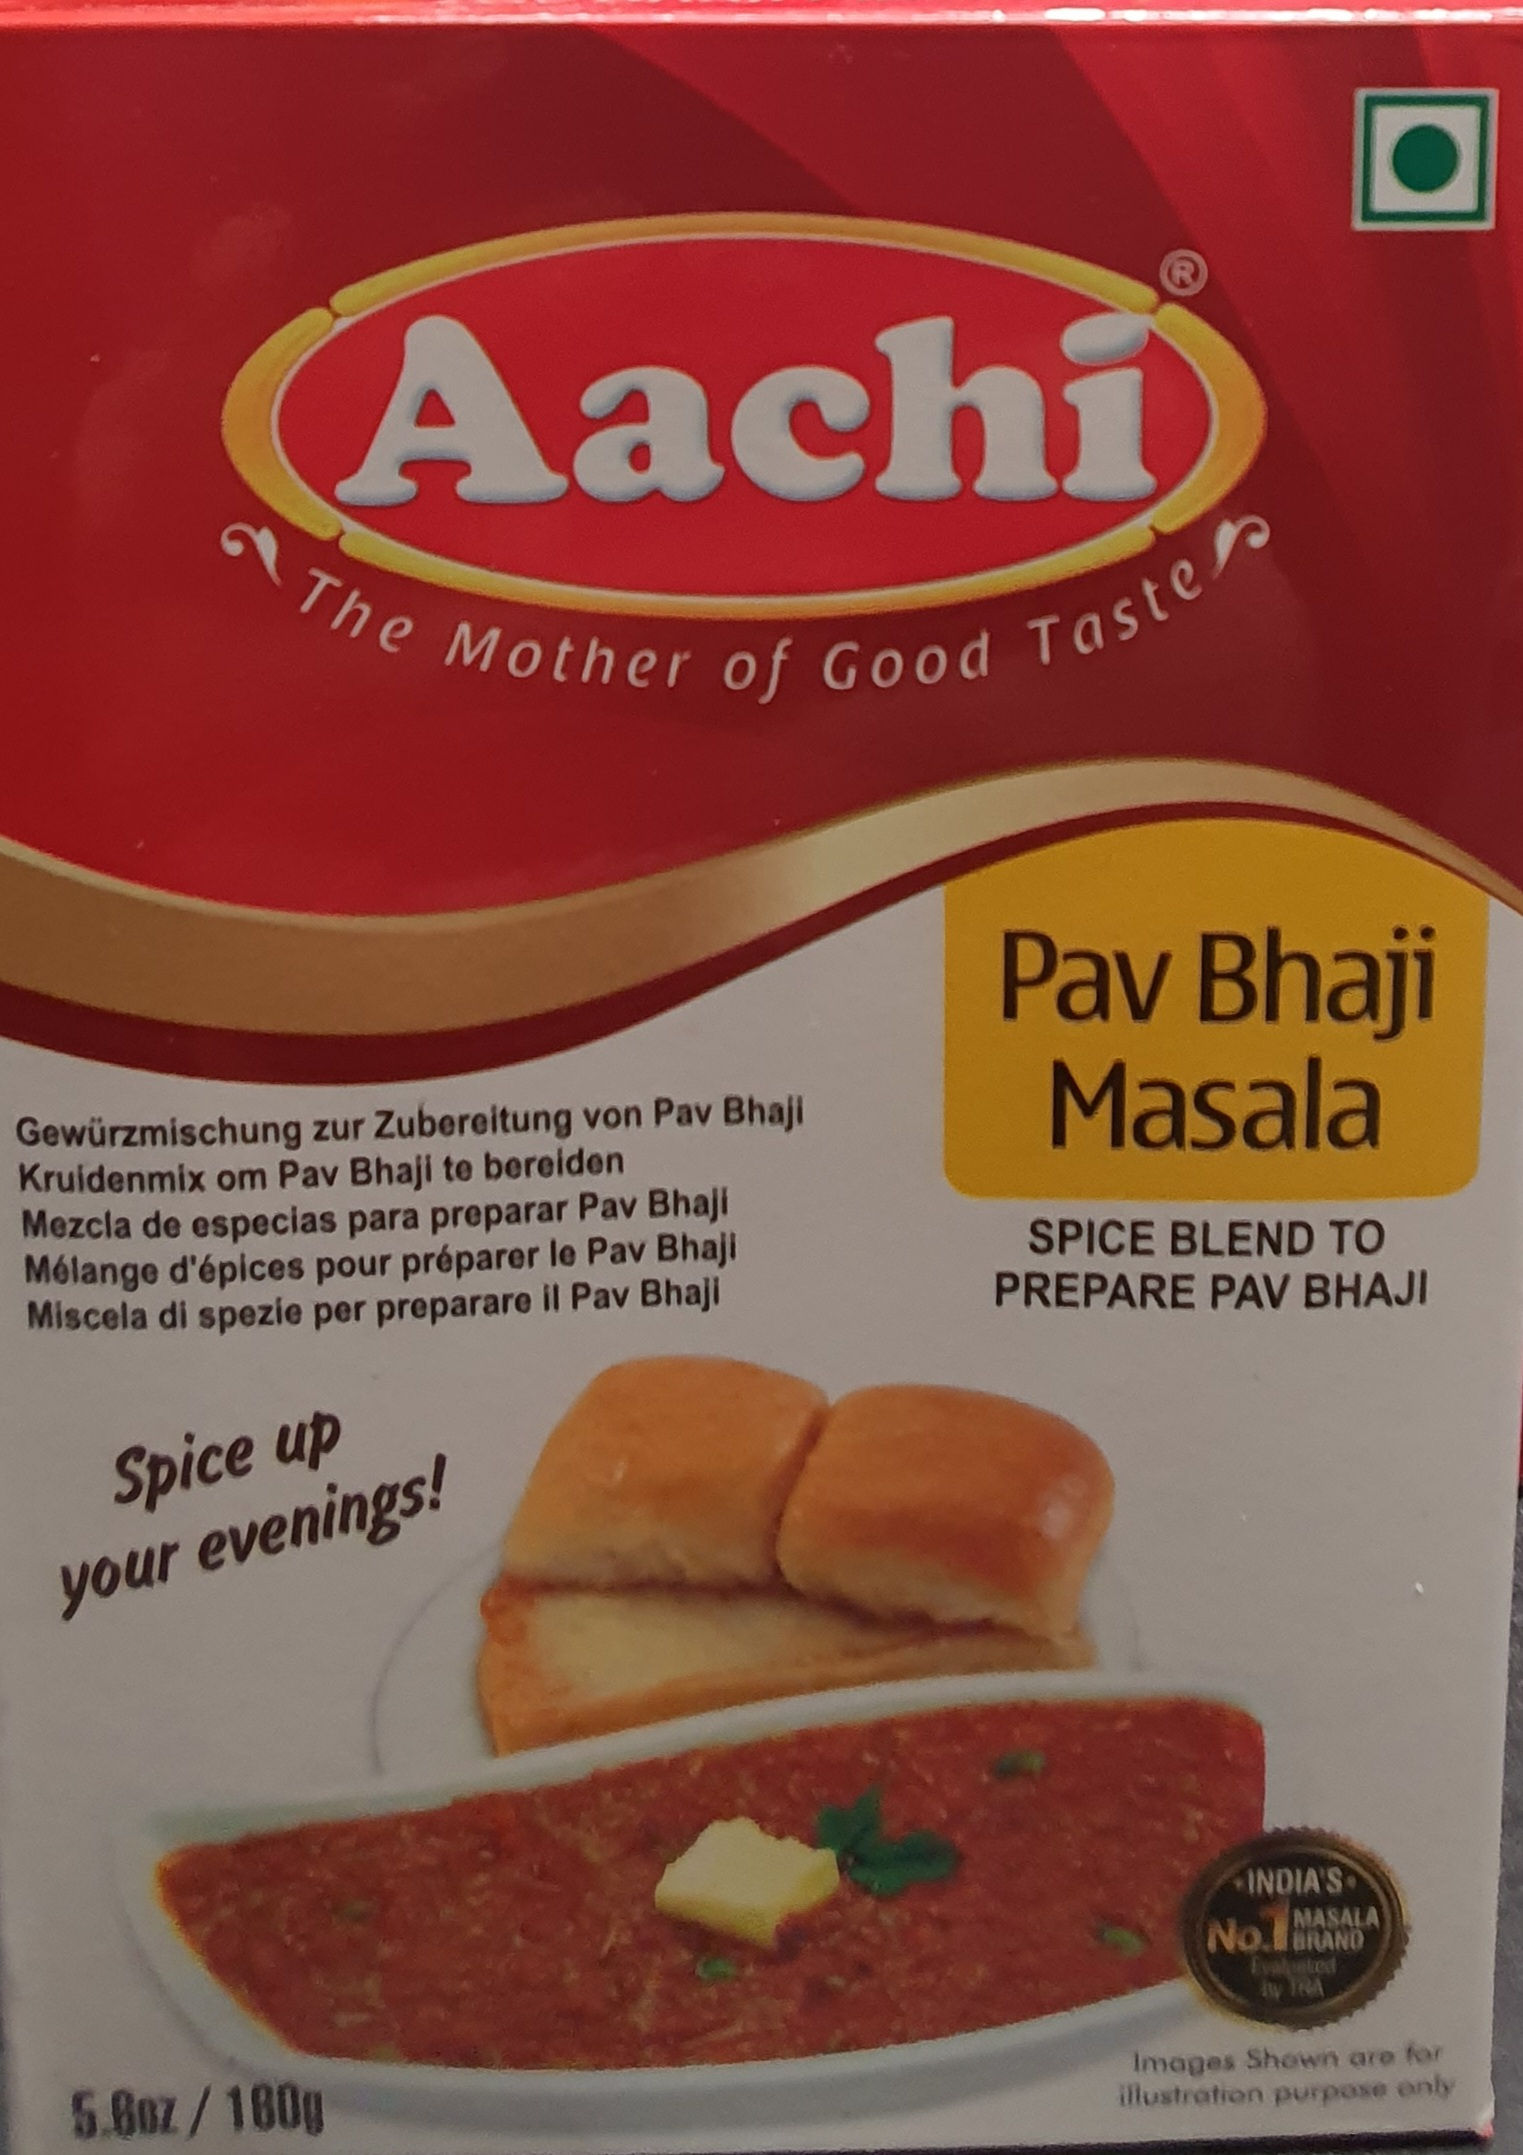 Aachi®
The Mother of Good Taste
Pav Bhaji
Masala
SPICE BLEND TO
PREPARE PAV BHAJI
Gewürzmischung zur Zubereitung von Pav Bhaji
Kruidenmix om Pav Bhaji te bereiden
Mezcla de especias para preparar Pav Bhaji
Mélange d'épices pour préparer le Pav Bhaji
Miscela di spezie per preparare il Pav Bhaji
Spice up
your evenings!
INDIA'S
No.1 MASALA
BRAND
Evaluated
by TRA
Images Shown are for
illustration purpose only